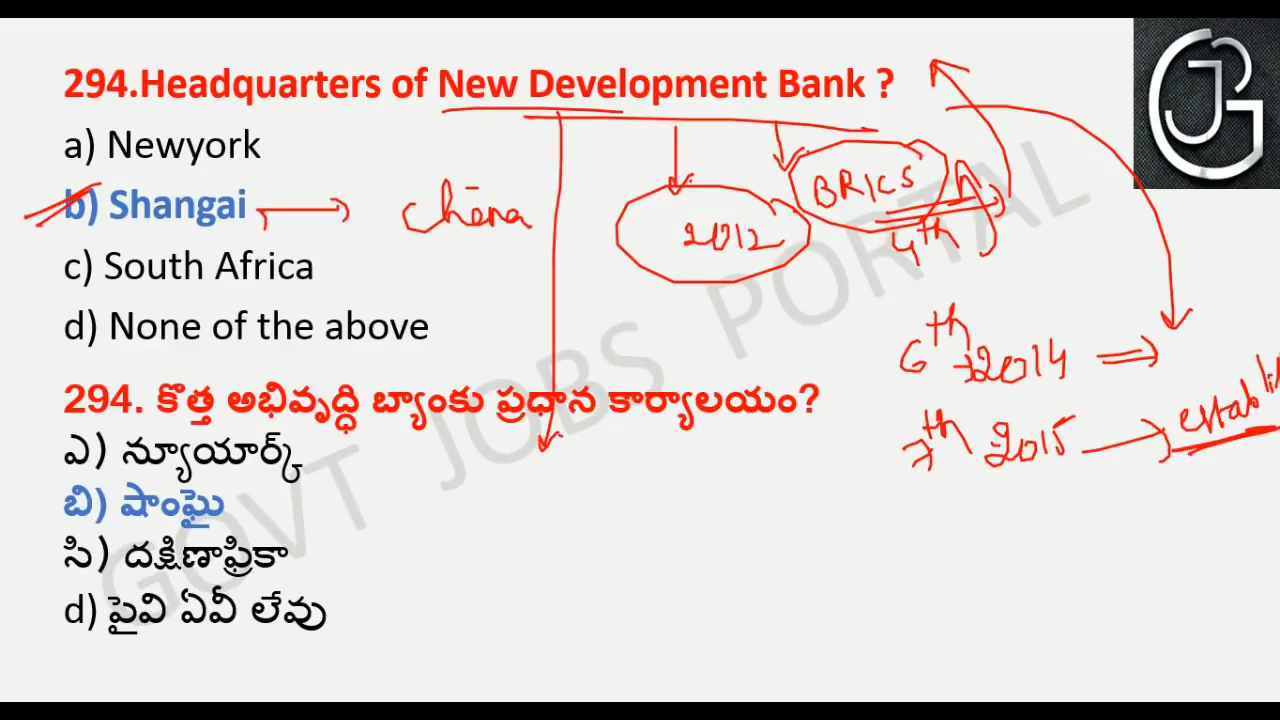 294.Headquarters of New Development Bank ?
a) Newyork
b) Shangai
China
c) South Africa
d) None of the above
BRICS
4th
2012
6th 2014
7th 2015
294. కొత్త అభివృద్ధి బ్యాంకు ప్రధాన కార్యాలయం?
ఎ) న్యూయార్క్
బి) షాంఘై
సి) దక్షిణాఫ్రికా
d) పైవి ఏవీ లేవు
GOVT JOBS PORTAL